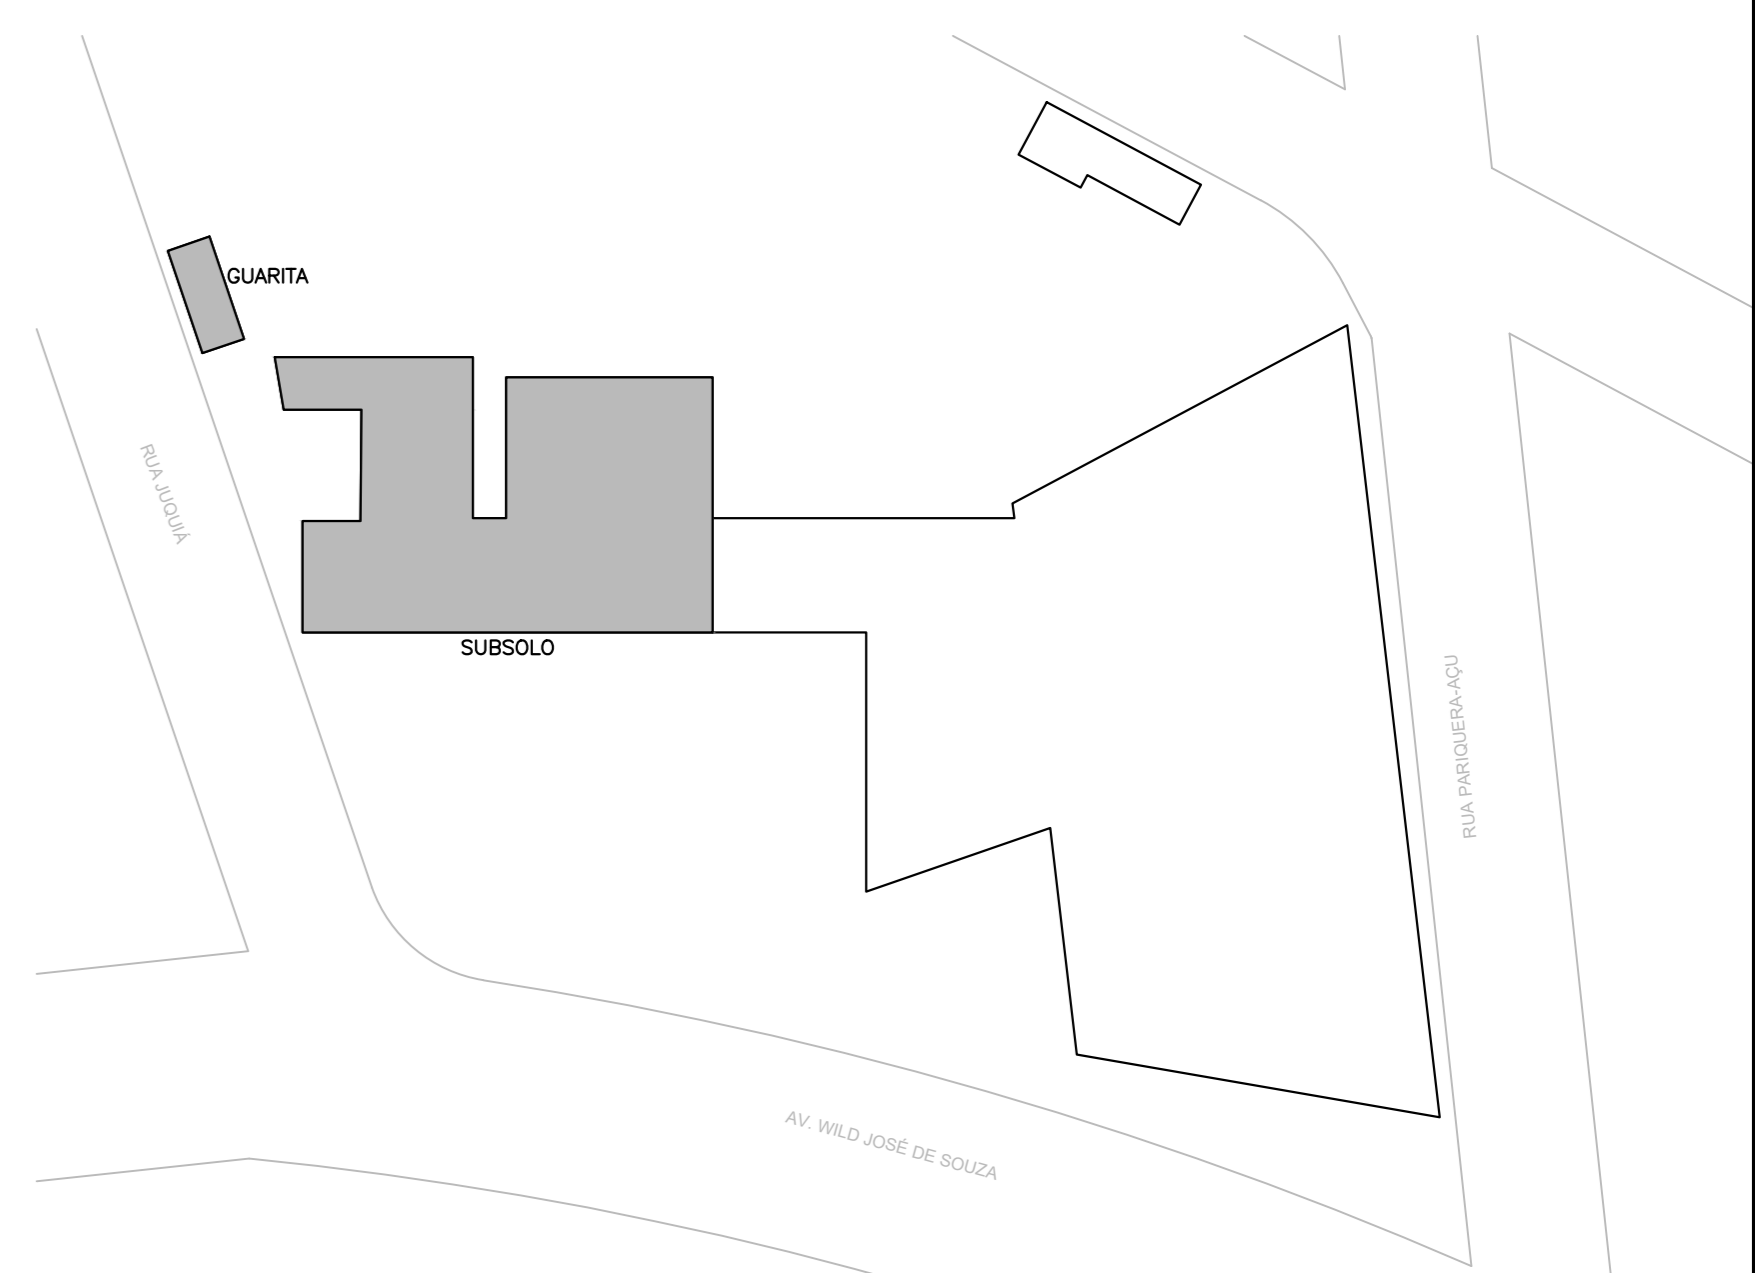 GUARITA
RUA JUQUIÁ
SUBSOLO
RUA PARIQUERA-AÇU
AV. WILD JOSÉ DE SOUZA